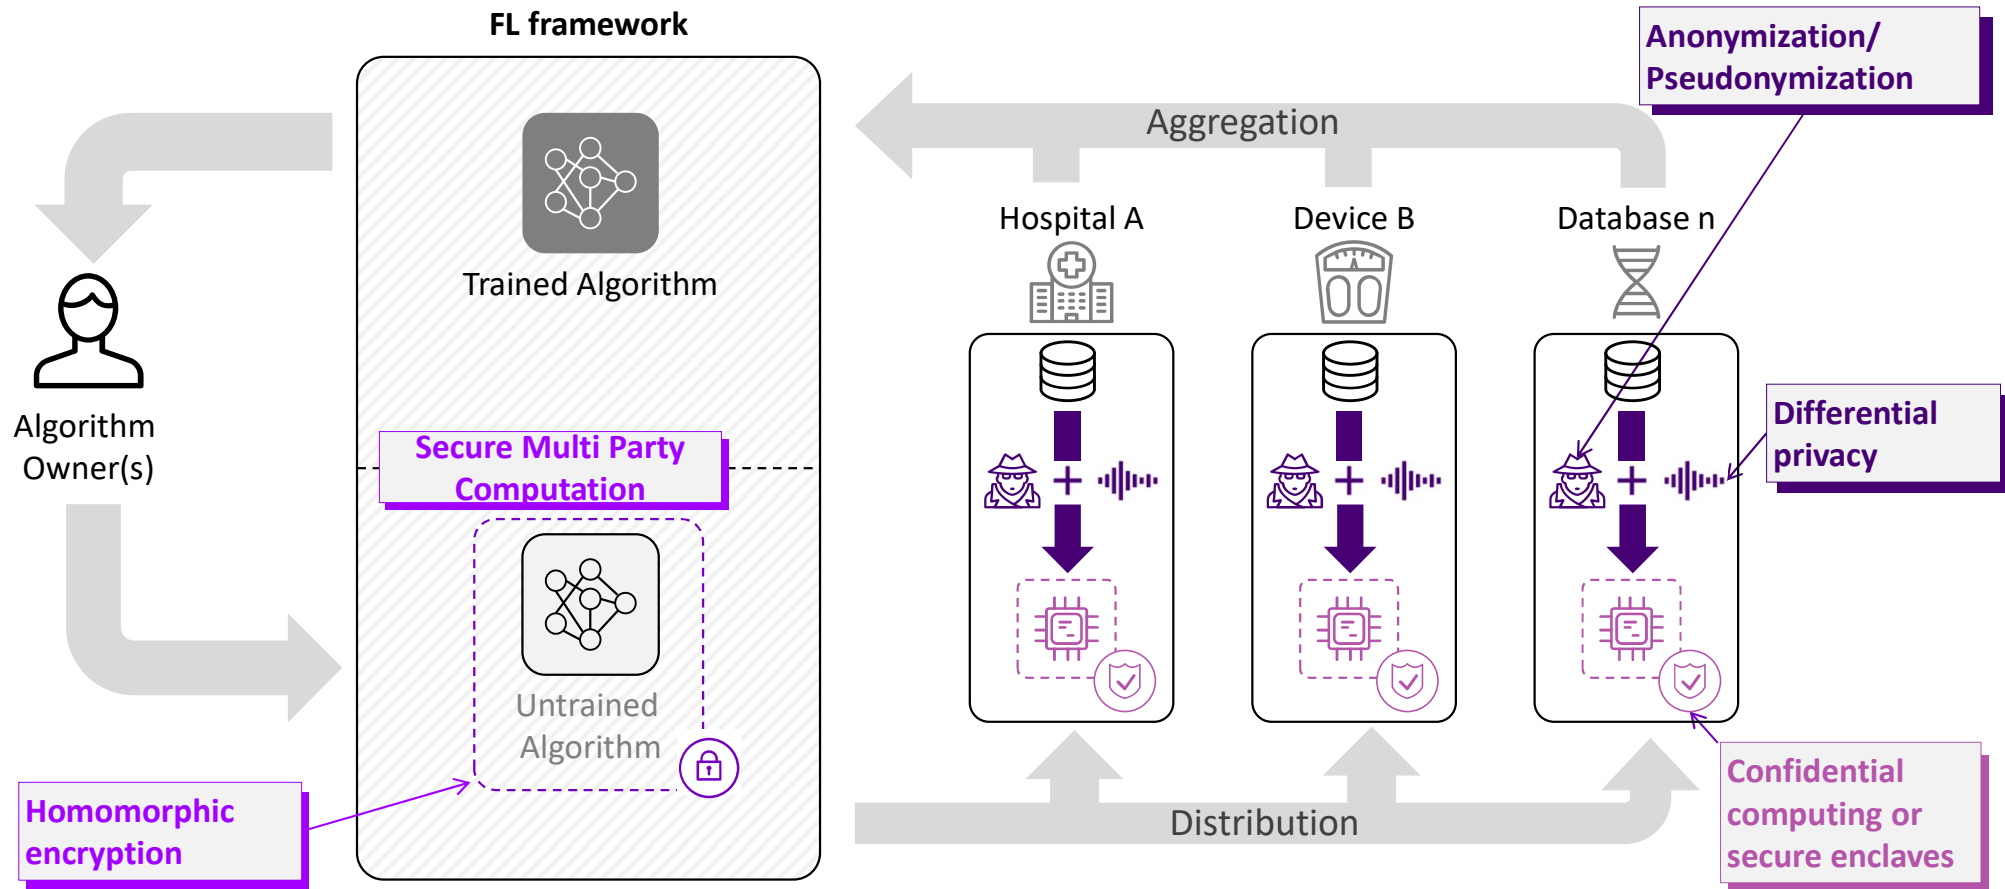 FL framework
Anonymization/
Pseudonymization
Aggregation
Hospital A
Device B
Database n
Trained Algorithm
Algorithm
Owner(s)
Secure Multi Party
Computation
Differential
privacy
Untrained
Algorithm
Homomorphic
encryption
Distribution
Confidential
computing or
secure enclaves